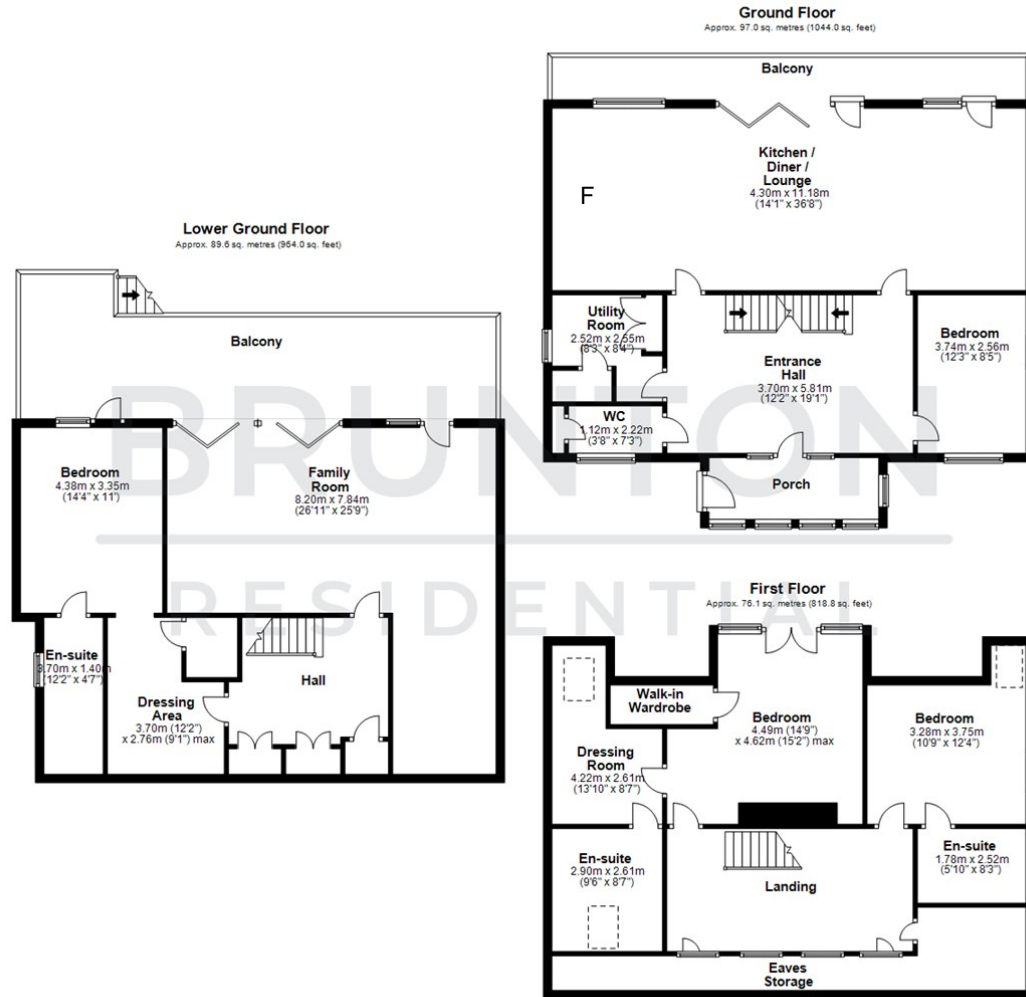 Ground Floor
Approx. 97.0 sq. metres (1044.0 sq. feet)
Balcony
Kitchen /
Diner /
Lounge
4.30m x 11.18m
(14'1" x 36'8")
F
Utility
Room
2.52m x 2.55m
(8'3" x 8'4")
Entrance
Hall
3.70m x 5.81m
(12'2" x 19'1")
Bedroom
3.74m x 2.56m
(12'3" x 8'5")
WC
1.12m x 2.22m
(3'8" x 7'3")
Porch
Lower Ground Floor
Approx. 89.6 sq. metres (964.0 sq. feet)
Balcony
Bedroom
4.38m x 3.35m
(14'4" x 11')
Family
Room
8.20m x 7.84m
(26'11" x 25'9")
En-suite
3.70m x 1.40m
(12'2" x 4'7")
Dressing
Area
3.70m (12'2")
x 2.76m (9'1") max
Hall
First Floor
Approx. 76.1 sq. metres (818.8 sq. feet)
Walk-in
Wardrobe
Bedroom
4.49m (14'9")
x 4.62m (15'2") max
Bedroom
3.28m x 3.75m
(10'9" x 12'4")
Dressing
Room
4.22m x 2.61m
(13'10" x 8'7")
En-suite
2.90m x 2.61m
(9'6" x 8'7")
Landing
En-suite
1.78m x 2.52m
(5'10" x 8'3")
Eaves
Storage
BRUNTON
RESIDENTIAL